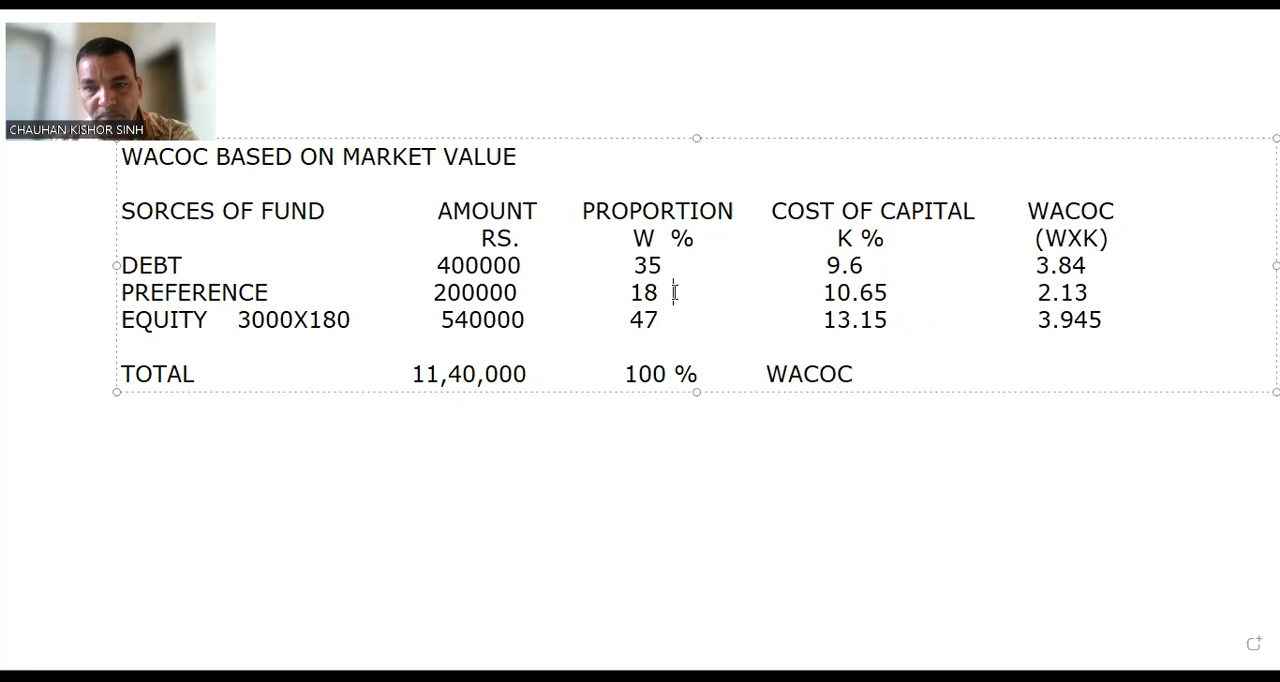 CHAUHAN KISHOR SINH
WACOC BASED ON MARKET VALUE
SORCES OF FUND AMOUNT PROPORTION COST OF CAPITAL WACOC
RS. W % K % (WXK)
DEBT 400000 35 9.6 3.84
PREFERENCE 200000 18 10.65 2.13
EQUITY 3000X180 540000 47 13.15 3.945
TOTAL 11,40,000 100 % WACOC